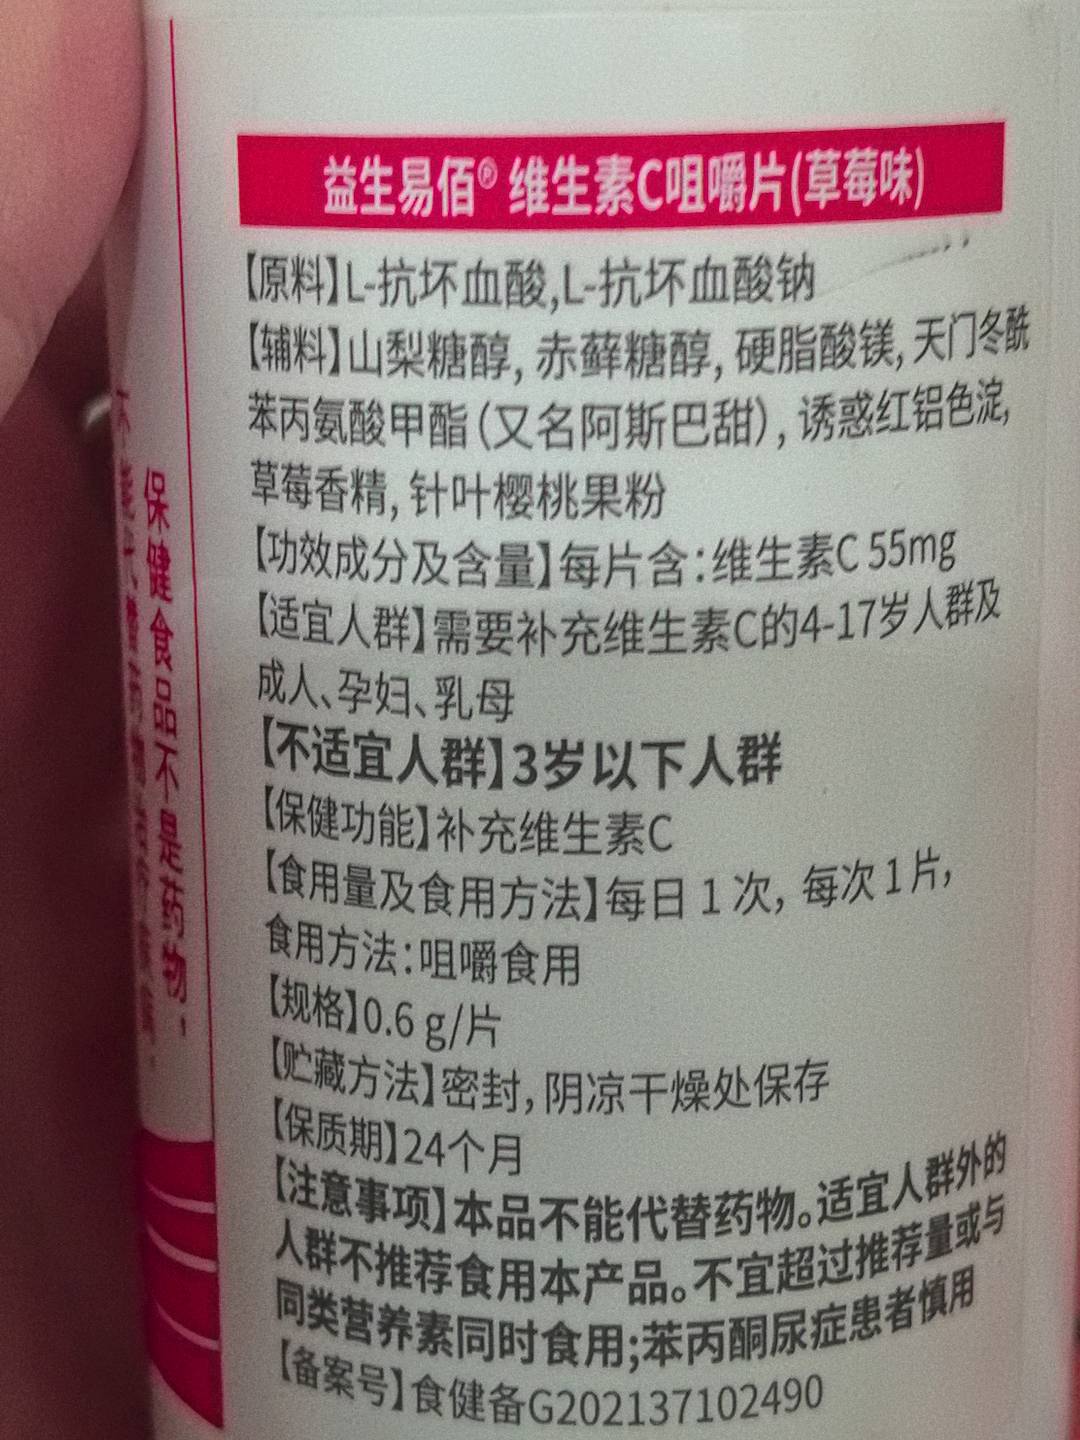 益生易佰® 维生素C咀嚼片(草莓味)
【原料】L-抗坏血酸,L-抗坏血酸钠
【辅料】山梨糖醇, 赤藓糖醇, 硬脂酸镁, 天门冬酰
苯丙氨酸甲酯(又名阿斯巴甜), 诱惑红铝色淀,
草莓香精, 针叶樱桃果粉
【功效成分及含量】每片含:维生素C 55mg
【适宜人群】需要补充维生素C的4-17岁人群及
成人、孕妇、乳母
【不适宜人群】3岁以下人群
【保健功能】补充维生素C
【食用量及食用方法】每日 1 次, 每次 1 片,
食用方法:咀嚼食用
【规格】0.6 g/片
【贮藏方法】密封, 阴凉干燥处保存
【保质期】24个月
【注意事项】本品不能代替药物。适宜人群外的
人群不推荐食用本产品。不宜超过推荐量或与
同类营养素同时食用;苯丙酮尿症患者慎用
【备案号】食健备G202137102490
保健食品不是药物,